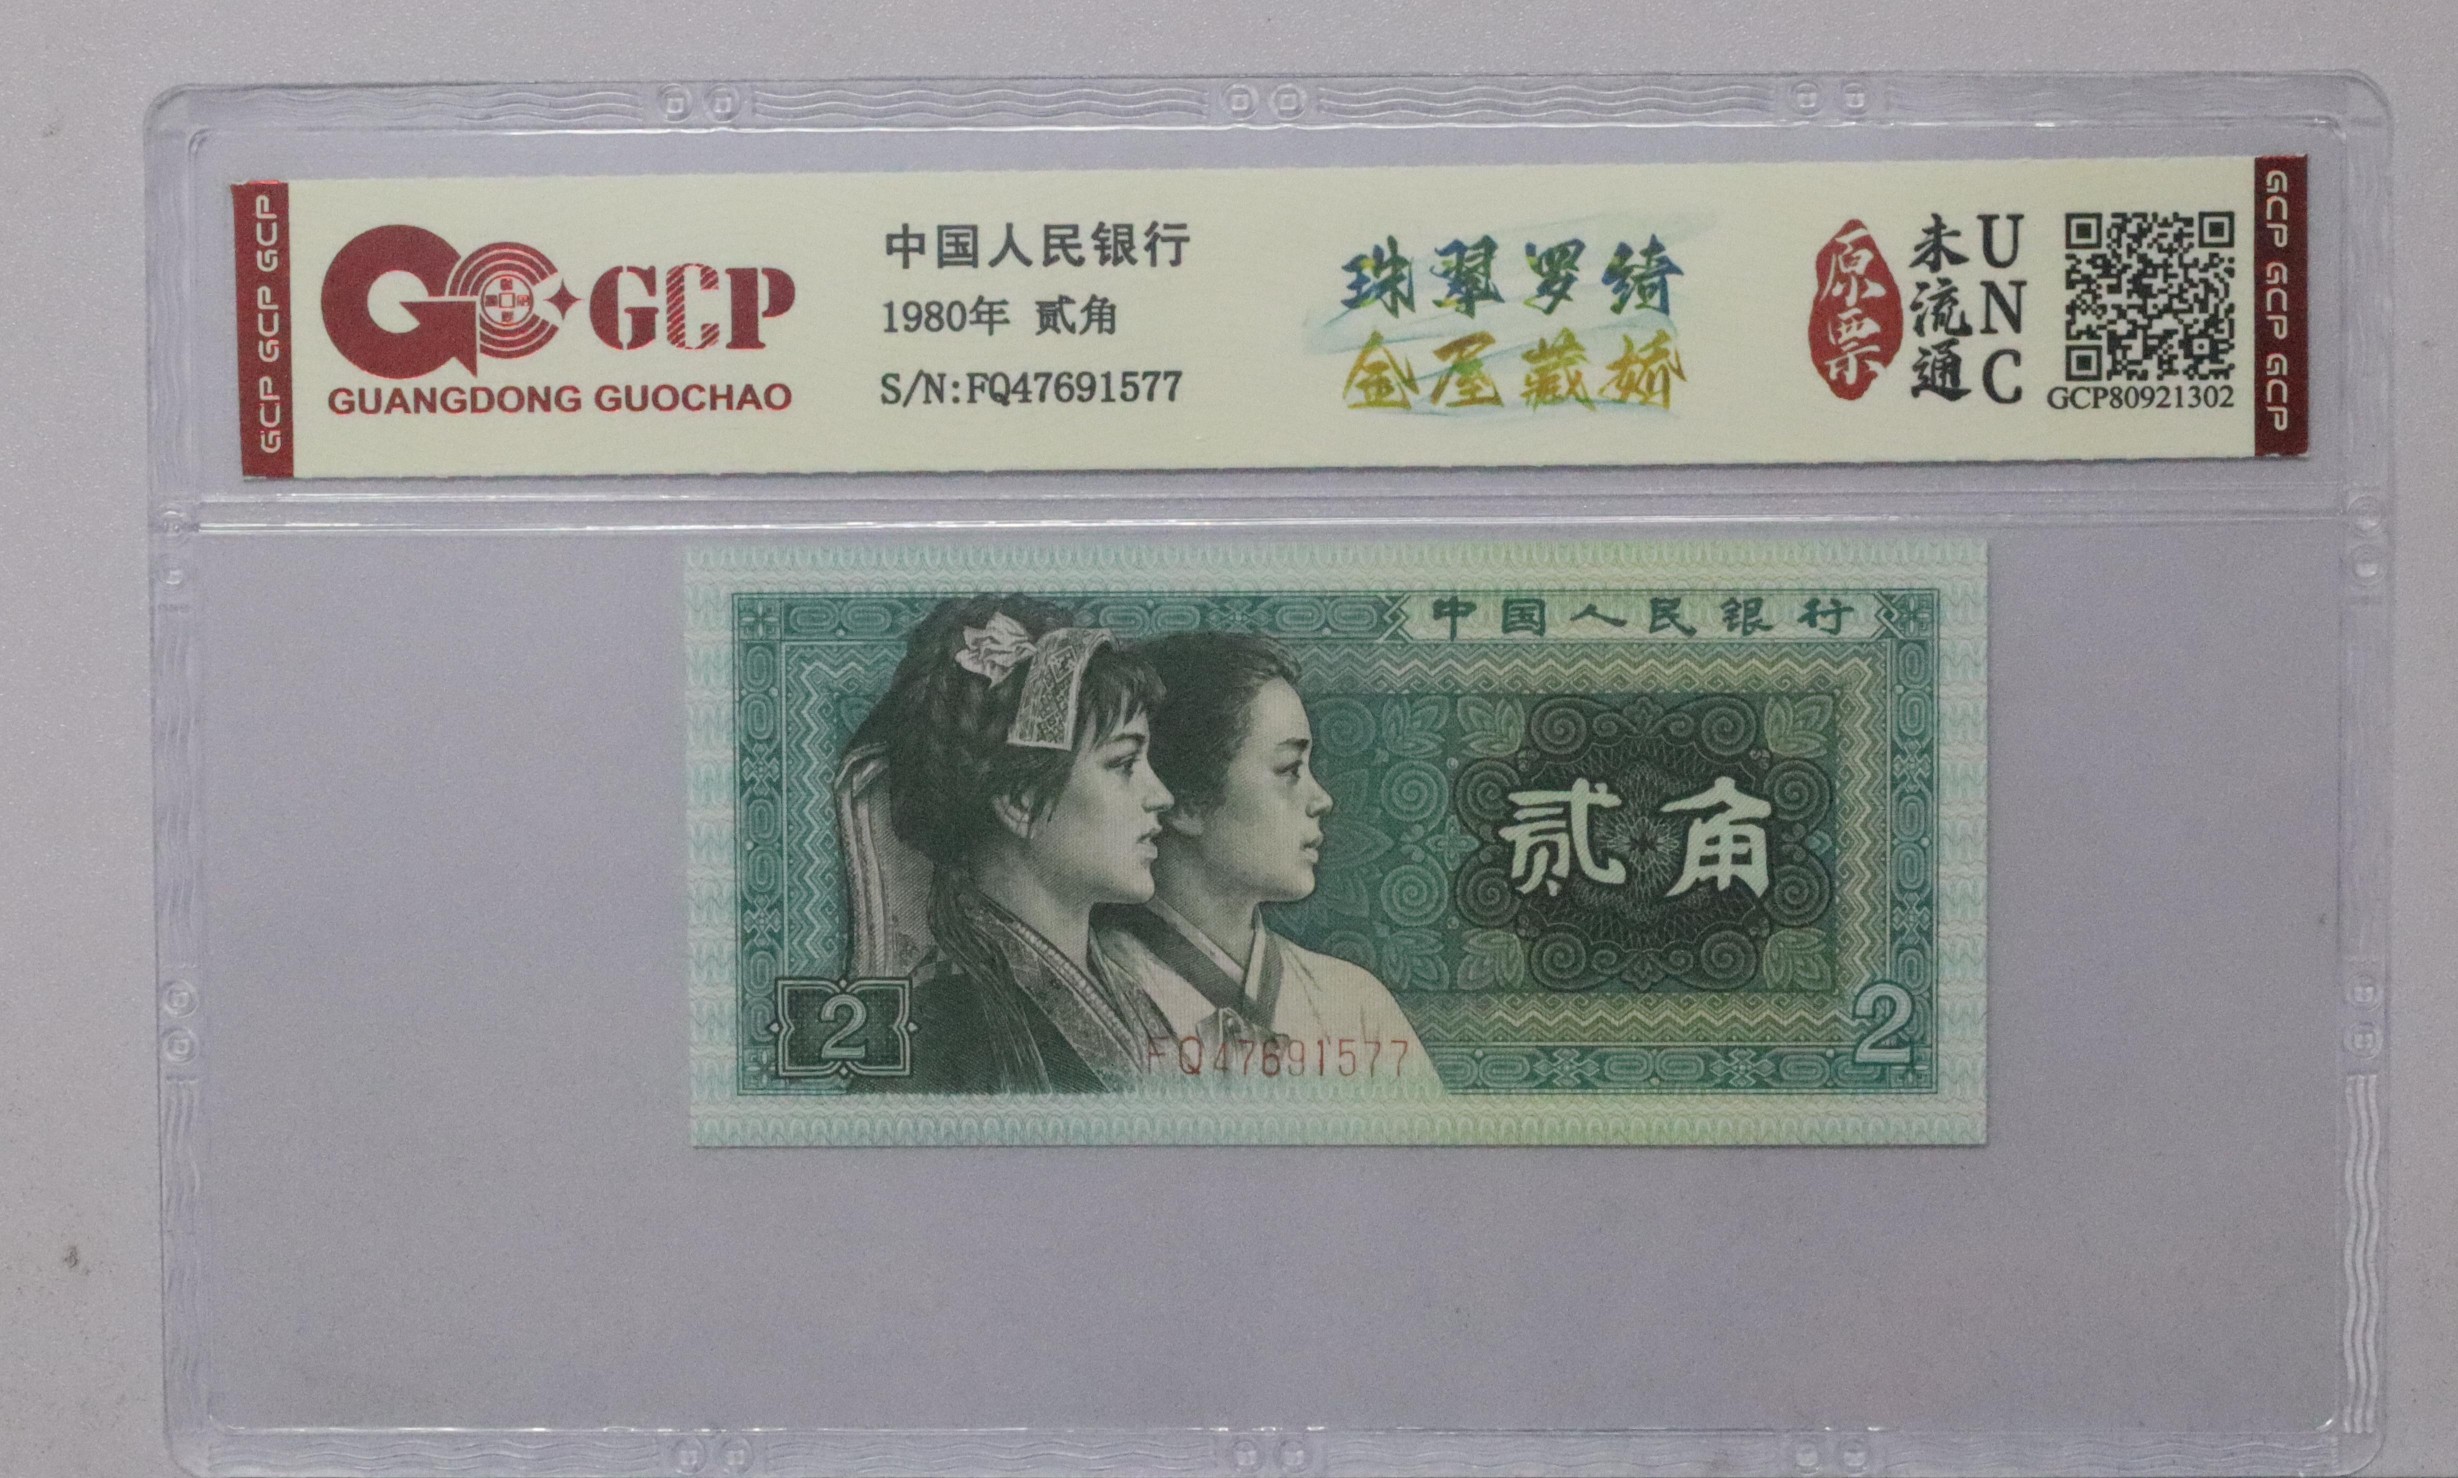 GCP GCP GCP
GCP
GUANGDONG GUOCHAO
中国人民银行
1980年 贰角
S/N:FQ47691577
珠翠罗绮
金屋藏娇
原票
未流通
UNC
GCP80921302
GCP GCP GCP
中国人民银行
贰角
2
FQ47691577
2